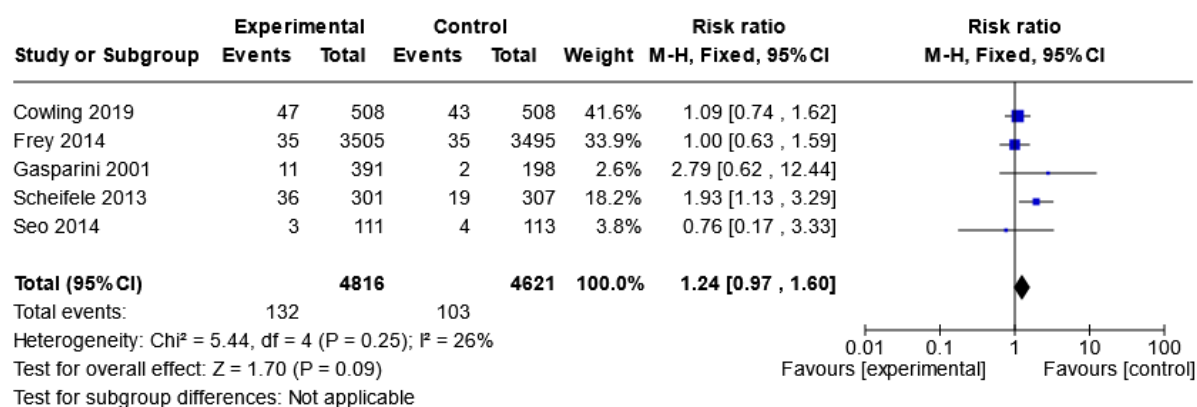 Experimental Control Risk ratio Risk ratio
Study or Subgroup Events Total Events Total Weight M-H, Fixed, 95% CI M-H, Fixed, 95% CI
Cowling 2019 47 508 43 508 41.6% 1.09 [0.74 , 1.62]
Frey 2014 35 3505 35 3495 33.9% 1.00 [0.63 , 1.59]
Gasparini 2001 11 391 2 198 2.6% 2.79 [0.62 , 12.44]
Scheifele 2013 36 301 19 307 18.2% 1.93 [1.13 , 3.29]
Seo 2014 3 111 4 113 3.8% 0.76 [0.17 , 3.33]
Total (95% CI) 4816 4621 100.0% 1.24 [0.97 , 1.60]
Total events: 132 103
Heterogeneity: Chi² = 5.44, df = 4 (P = 0.25); I² = 26%
Test for overall effect: Z = 1.70 (P = 0.09)
Test for subgroup differences: Not applicable
0.01 0.1 1 10 100
Favours [experimental] Favours [control]